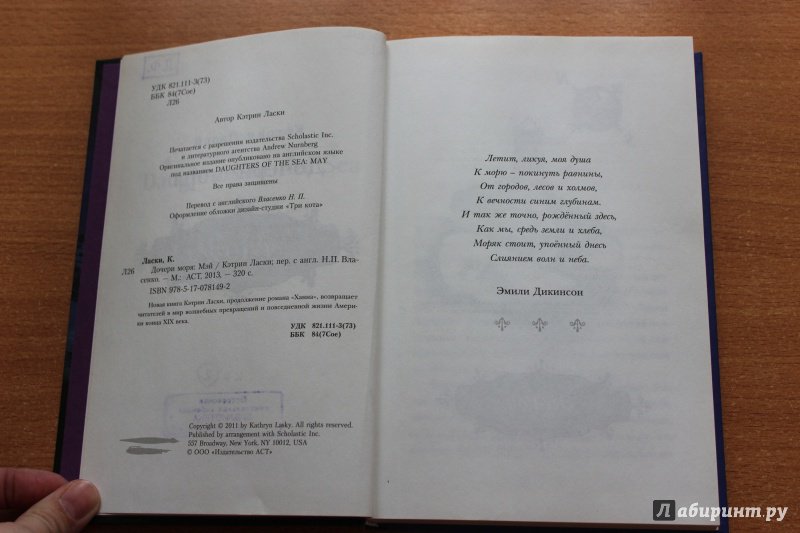 УДК 821.111-3(73)
ББК 84(7Сое)
Л26
Автор Кэтрин Ласки
Печатается с разрешения издательства Scholastic Inc.
и литературного агентства Andrew Nurnberg
Оригинальное издание опубликовано на английском языке
под названием DAUGHTERS OF THE SEA: MAY
Все права защищены
Перевод с английского Власенко Н. П.
Оформление обложки дизайн-студия «Три кота»
Ласки, К.
Л26 Дочери моря: Мэй / Кэтрин Ласки; пер. с англ. Н.П. Вла-
сенко. – М.: АСТ, 2013. – 320 с.
ISBN 978-5-17-078149-2
Новая книга Кэтрин Ласки, продолжение романа «Ханна», возвращает
читателей в мир волшебных превращений и повседневной жизни Амери-
ки конца XIX века.
УДК 821.111-3(73)
ББК 84(7Сое)
Copyright © 2011 by Kathryn Lasky. All rights reserved.
Published by arrangement with Scholastic Inc.
557 Broadway, New York. NY 10012, USA
© ООО «Издательство АСТ»
Летит, ликуя, моя душа
К морю – покинуть равнины,
От городов, лесов и холмов,
К вечности синим глубинам.
И так же точно, рождённый здесь,
Как мы, средь земли и хлеба,
Моряк стоит, упоённый днесь
Слиянием волн и неба.
Эмили Дикинсон
Лабиринт.ру